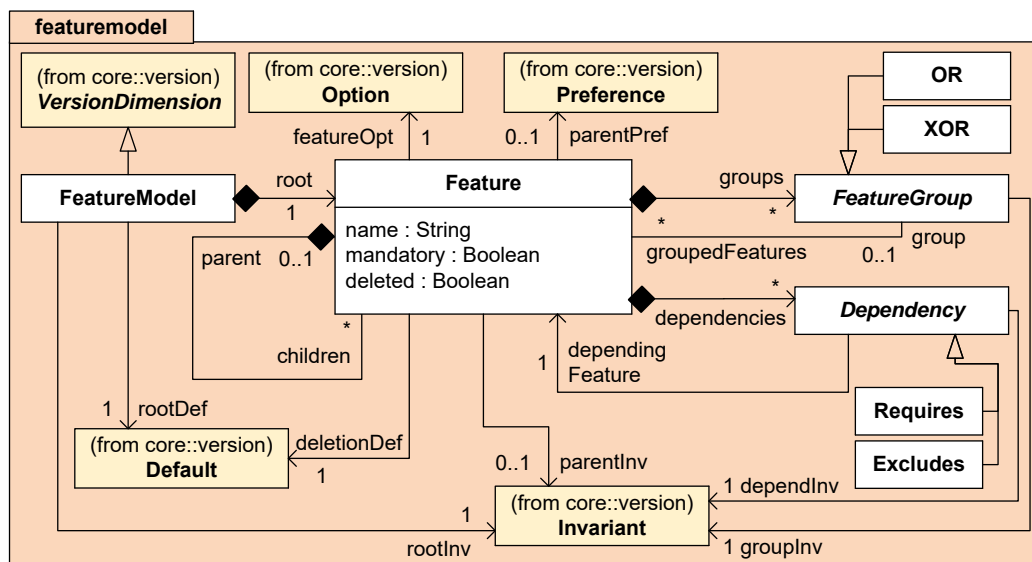 featuremodel
(from core::version)
VersionDimension
(from core::version)
Option
(from core::version)
Preference
OR
XOR
featureOpt
1
0..1
parentPref
FeatureModel
root
1
Feature
name : String
mandatory : Boolean
deleted : Boolean
groups
*
FeatureGroup
*
groupedFeatures
0..1
group
parent
0..1
*
children
*
dependencies
Dependency
1
depending
Feature
Requires
Excludes
1
rootDef
(from core::version)
Default
deletionDef
1
0..1
parentInv
(from core::version)
Invariant
1 dependInv
1
rootInv
1 groupInv